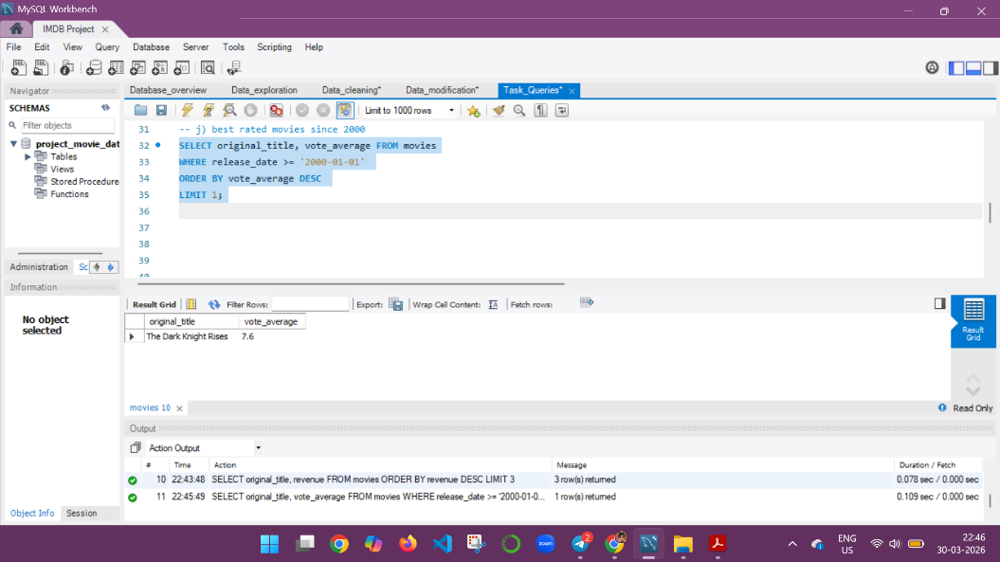 MySQL Workbench
IMDB Project
File Edit View Query Database Server Tools Scripting Help
Navigator
SCHEMAS
Filter objects
project_movie_dat
Tables
Views
Stored Procedure
Functions
Administration Sc
Information
No object
selected
Object Info Session
Database_overview Data_exploration Data_cleaning* Data_modification* Task_Queries*
Limit to 1000 rows
31 -- j) best rated movies since 2000
32 SELECT original_title, vote_average FROM movies
33 WHERE release_date >= '2000-01-01'
34 ORDER BY vote_average DESC
35 LIMIT 1;
36
37
38
39
Result Grid Filter Rows: Export: Wrap Cell Content: Fetch rows:
original_title vote_average
The Dark Knight Rises 7.6
Result
Grid
movies 10 Read Only
Output
Action Output
# Time Action Message Duration / Fetch
10 22:43:48 SELECT original_title, revenue FROM movies ORDER BY revenue DESC LIMIT 3 3 row(s) returned 0.078 sec / 0.000 sec
11 22:45:49 SELECT original_title, vote_average FROM movies WHERE release_date >= '2000-01-0... 1 row(s) returned 0.109 sec / 0.000 sec
zoom
2
ENG
US
22:46
30-03-2026